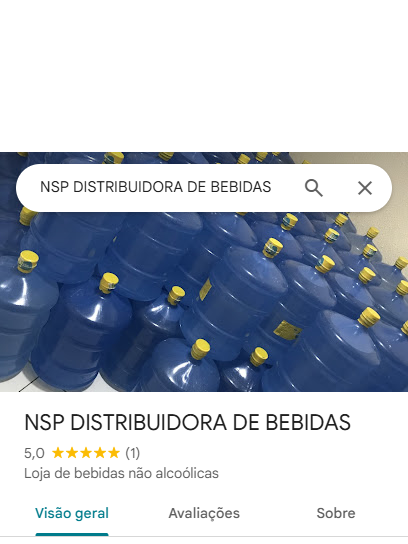 NSP DISTRIBUIDORA DE BEBIDAS
NSP DISTRIBUIDORA DE BEBIDAS
5,0 ★★★★★ (1)
Loja de bebidas não alcoólicas
Visão geral Avaliações Sobre